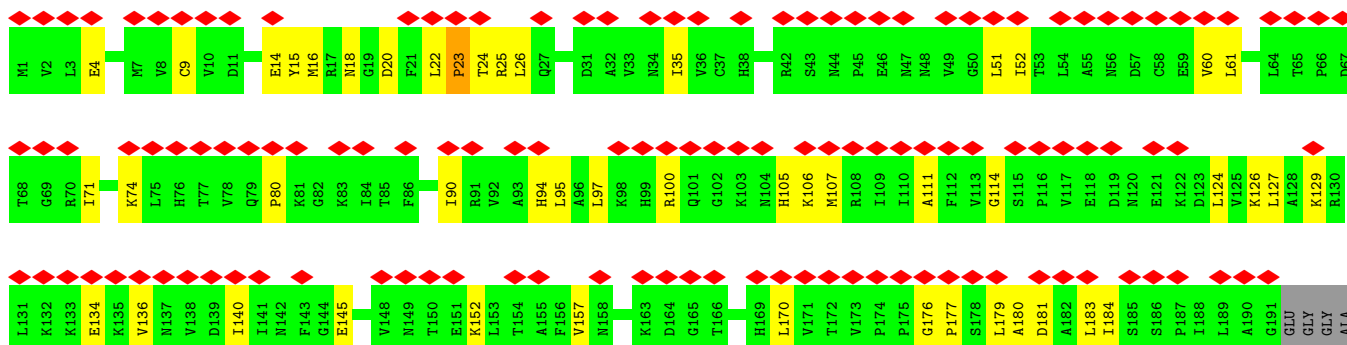 M1 V2 L3 E4 M7 V8 C9 V10 D11 E14 Y15 M16 R17 N18 G19 D20 F21 L22 P23 T24 R25 L26 Q27 D31 A32 V33 N34 I35 V36 C37 H38 R42 S43 N44 P45 E46 N47 N48 V49 G50 L51 I52 T53 L54 A55 N56 D57 C58 E59 V60 L61 L64 T65 P66 D67
T68 G69 R70 I71 K74 L75 H76 T77 V78 Q79 P80 K81 G82 K83 I84 T85 F86 I90 R91 V92 A93 H94 L95 A96 L97 K98 H99 R100 Q101 G102 K103 N104 H105 K106 M107 R108 I109 I110 A111 F112 V113 G114 S115 P116 V117 E118 D119 N120 E121 K122 D123 L124 V125 K126 L127 A128 K129 R130
L131 K132 K133 E134 K135 V136 N137 V138 D139 I140 I141 N142 F143 G144 E145 V148 N149 T150 E151 K152 L153 T154 A155 F156 V157 N158 K163 D164 G165 T166 H169 L170 V171 T172 V173 P174 P175 G176 P177 S178 L179 A180 D181 A182 L183 I184 S185 S186 P187 I188 L189 A190 G191 GLU GLY GLY ALA